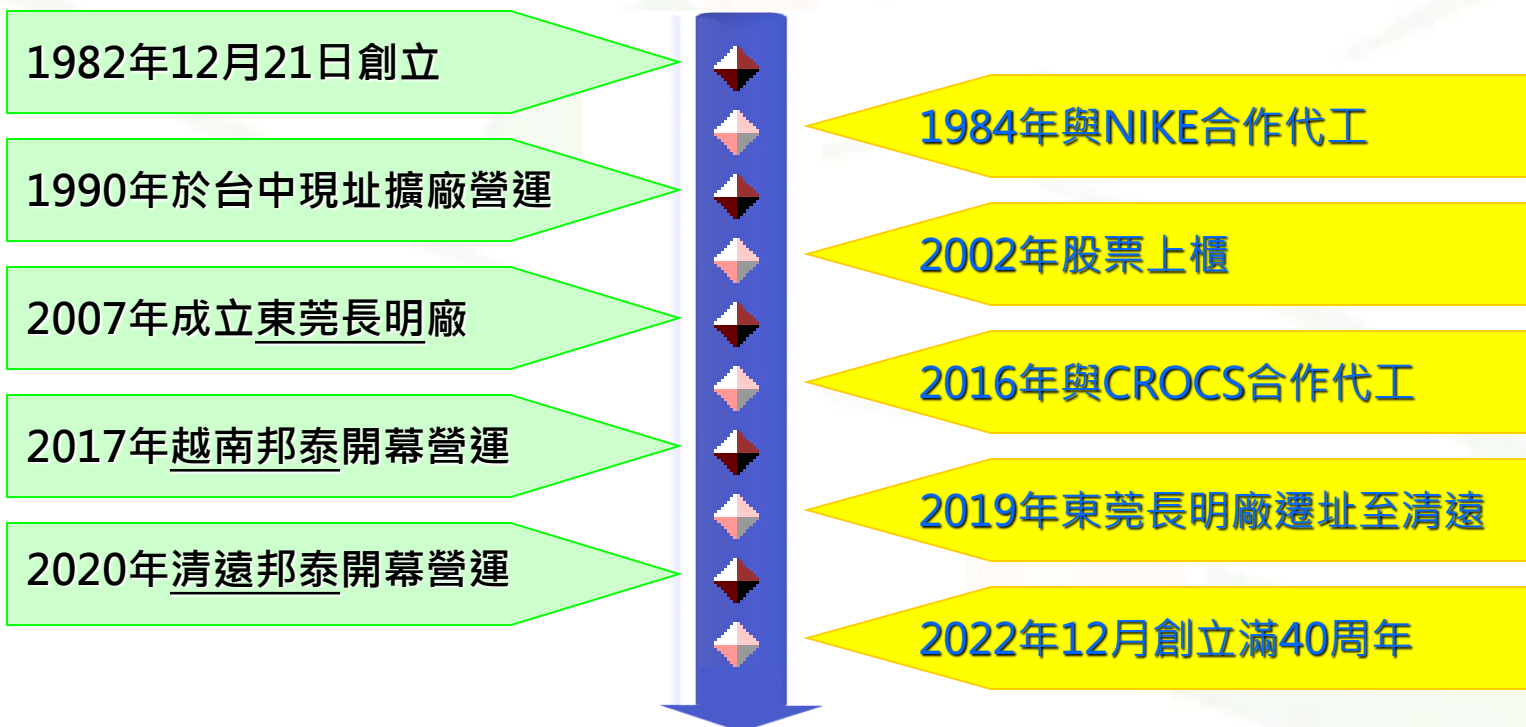 1982年12月21日創立
1984年與NIKE合作代工
1990年於台中現址擴廠營運
2002年股票上櫃
2007年成立東莞長明廠
2016年與CROCS合作代工
2017年越南邦泰開幕營運
2019年東莞長明廠遷址至清遠
2020年清遠邦泰開幕營運
2022年12月創立滿40周年